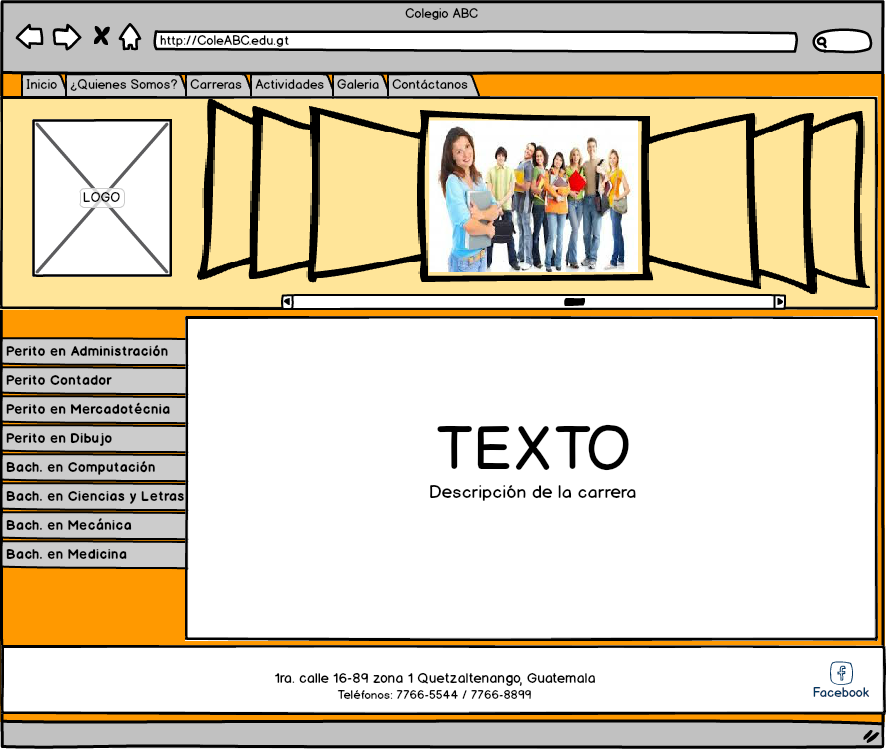 Colegio ABC
http://ColeABC.edu.gt
Inicio
¿Quienes Somos?
Carreras
Actividades
Galeria
Contáctanos
LOGO
Perito en Administración
Perito Contador
Perito en Mercadotécnia
Perito en Dibujo
Bach. en Computación
Bach. en Ciencias y Letras
Bach. en Mecánica
Bach. en Medicina
TEXTO
Descripción de la carrera
1ra. calle 16-89 zona 1 Quetzaltenango, Guatemala
Teléfonos: 7766-5544 / 7766-8899
Facebook